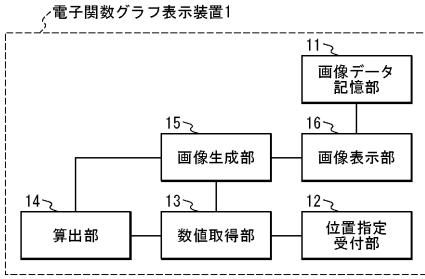 電子関数グラフ表示装置1
11
画像データ
記憶部
15
画像生成部
16
画像表示部
14
算出部
13
数値取得部
12
位置指定
受付部